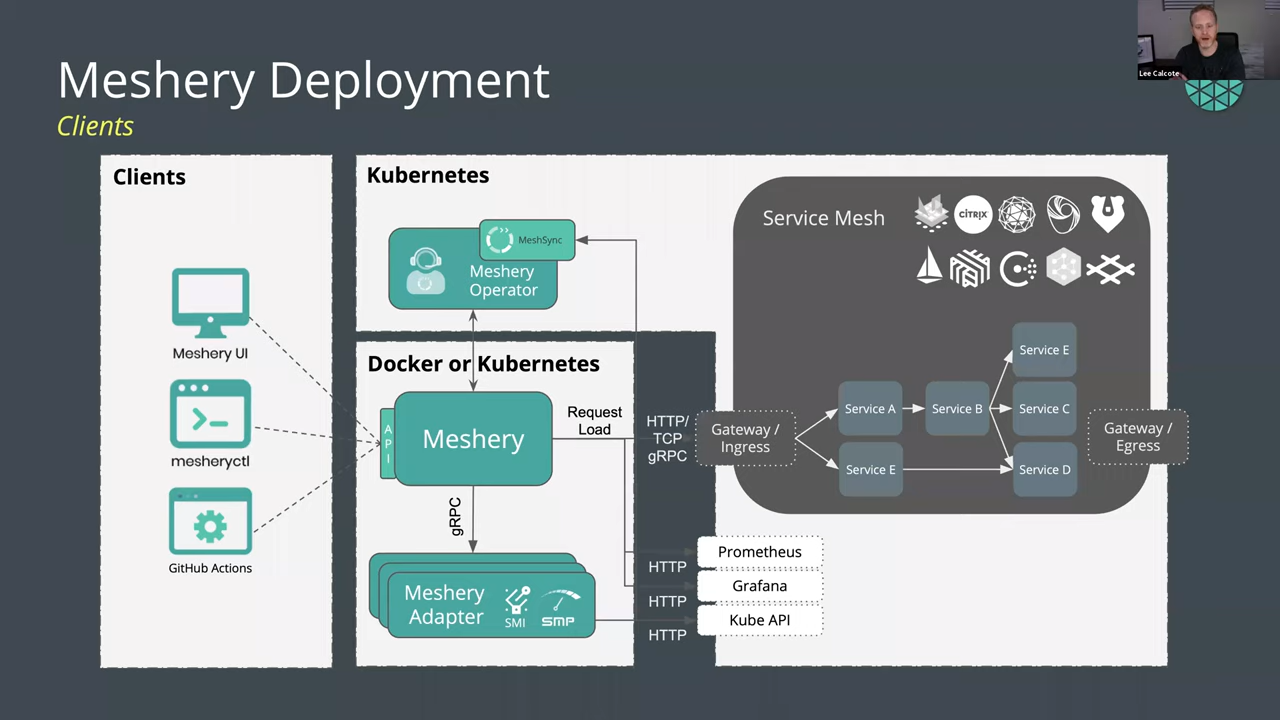 Lee Calcote
Meshery Deployment
Clients
Clients
Meshery UI
mesheryctl
GitHub Actions
Kubernetes
MeshSync
Meshery
Operator
Docker or Kubernetes
API
Meshery
Request
Load
gRPC
Meshery
Adapter
SMI
SMP
HTTP/
TCP
gRPC
HTTP
HTTP
HTTP
Gateway /
Ingress
Prometheus
Grafana
Kube API
Service Mesh
CITRIX
Service E
Service A
Service B
Service C
Service E
Service D
Gateway /
Egress